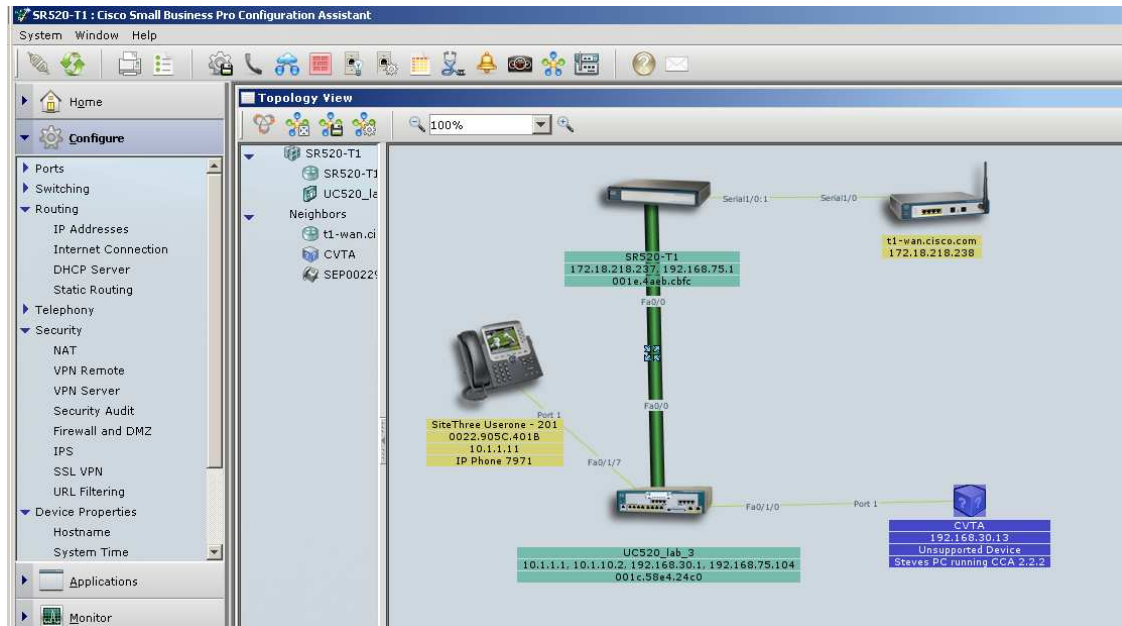 SR520-T1 : Cisco Small Business Pro Configuration Assistant
System Window Help
Home
Configure
Ports
Switching
Routing
IP Addresses
Internet Connection
DHCP Server
Static Routing
Telephony
Security
NAT
VPN Remote
VPN Server
Security Audit
Firewall and DMZ
IPS
SSL VPN
URL Filtering
Device Properties
Hostname
System Time
Applications
Monitor
Topology View
100%
SR520-T1
SR520-T1
UC520_la
Neighbors
t1-wan.ci
CVTA
SEP00229
Serial1/0:1
Serial1/0
t1-wan.cisco.com
172.18.218.238
SR520-T1
172.18.218.237, 192.168.75.1
001e.4aeb.cbfc
Fa0/0
Fa0/0
Port 1
SiteThree Userone - 201
0022.905C.401B
10.1.1.11
IP Phone 7971
Fa0/1/7
Fa0/1/0
Port 1
CVTA
192.168.30.13
Unsupported Device
Steves PC running CCA 2.2.2
UC520_lab_3
10.1.1.1, 10.1.10.2, 192.168.30.1, 192.168.75.104
001c.58e4.24c0